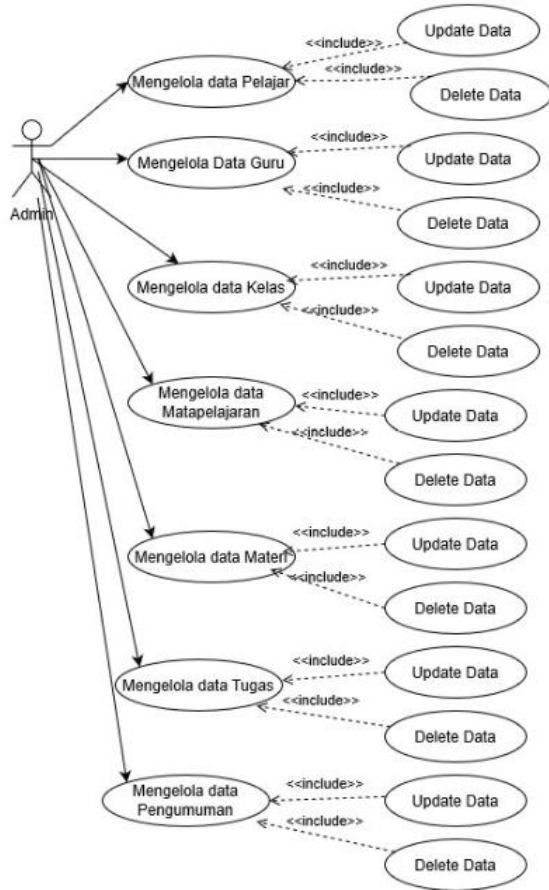 Update Data
<<include>>
Mengelola data Pelajar
<<include>>
Delete Data
Admin
Mengelola Data Guru
<<include>>
Update Data
<<include>>
Delete Data
Mengelola data Kelas
<<include>>
Update Data
<<include>>
Delete Data
Mengelola data
Matapelajaran
<<include>>
Update Data
<<include>>
Delete Data
Mengelola data Materi
<<include>>
Update Data
<<include>>
Delete Data
Mengelola data Tugas
<<include>>
Update Data
<<include>>
Delete Data
Mengelola data
Pengumuman
<<include>>
Update Data
<<include>>
Delete Data